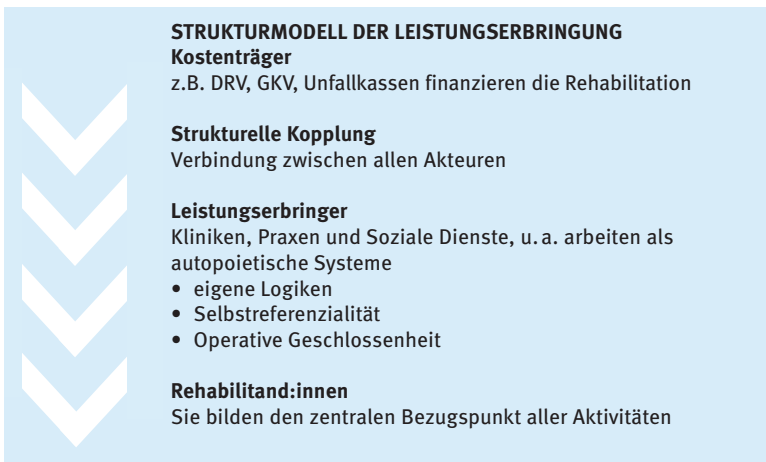 STRUKTURMODELL DER LEISTUNGSERBRINGUNG
Kostenträger
z.B. DRV, GKV, Unfallkassen finanzieren die Rehabilitation
Strukturelle Kopplung
Verbindung zwischen allen Akteuren
Leistungserbringer
Kliniken, Praxen und Soziale Dienste, u. a. arbeiten als
autopoietische Systeme
• eigene Logiken
• Selbstreferenzialität
• Operative Geschlossenheit
Rehabilitand:innen
Sie bilden den zentralen Bezugspunkt aller Aktivitäten